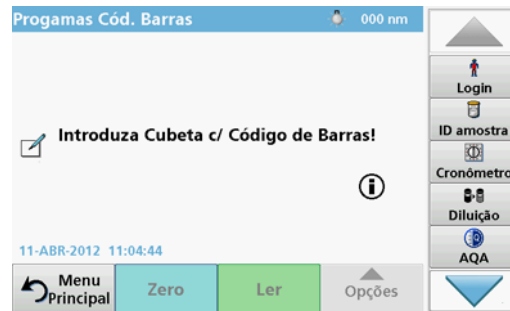 Progamas Cód. Barras
000 nm
Introduza Cubeta c/ Código de Barras!
i
11-ABR-2012 11:04:44
Menu
Principal
Zero
Ler
Opções
Login
ID amostra
Cronômetro
Diluição
AQA